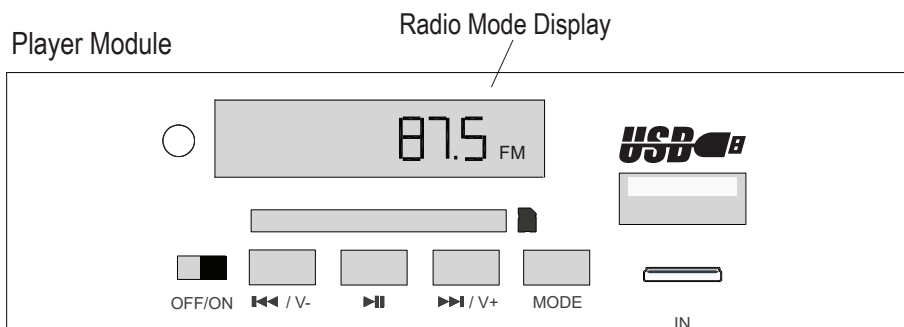 Radio Mode Display
Player Module
87.5 FM
USB
OFF/ON
/ V-
/ V+
MODE
IN